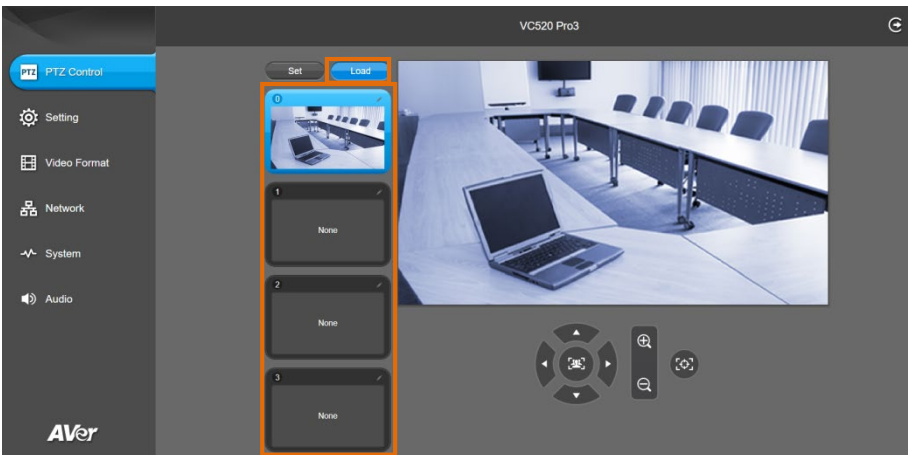 VC520 Pro3
PTZ PTZ Control
Setting
Video Format
Network
System
Audio
AVer
Set Load
0
1
None
2
None
3
None